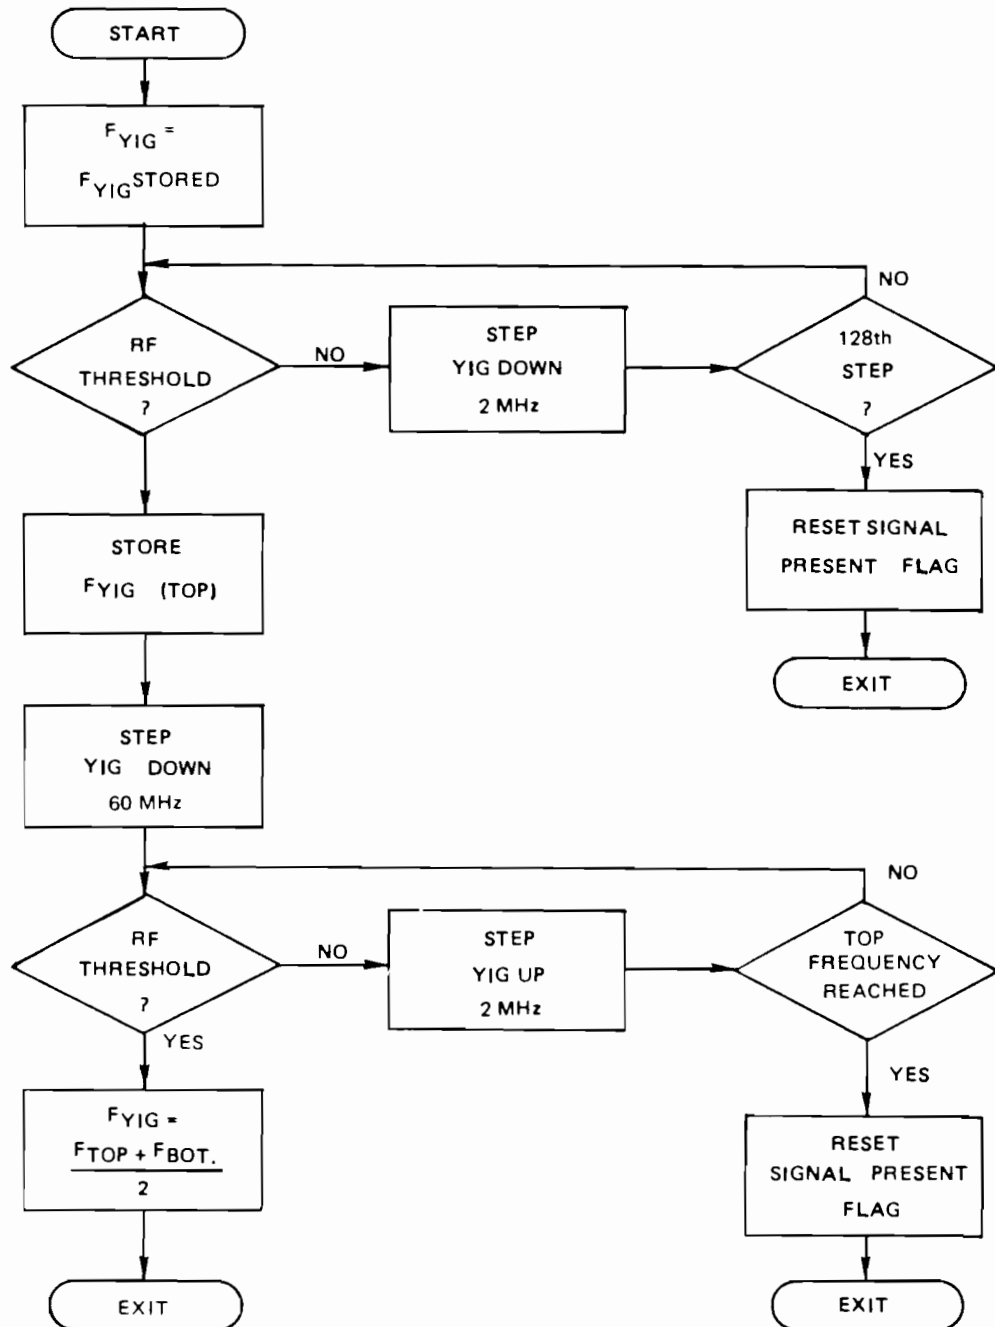 START
FYIG =
FYIG STORED
NO
RF
THRESHOLD
?
NO
STEP
YIG DOWN
2 MHz
128th
STEP
?
YES
STORE
FYIG (TOP)
RESET SIGNAL
PRESENT FLAG
EXIT
STEP
YIG DOWN
60 MHz
NO
RF
THRESHOLD
?
NO
STEP
YIG UP
2 MHz
TOP
FREQUENCY
REACHED
YES
YES
FYIG =
FTOP + FBOT.
2
RESET
SIGNAL PRESENT
FLAG
EXIT
EXIT